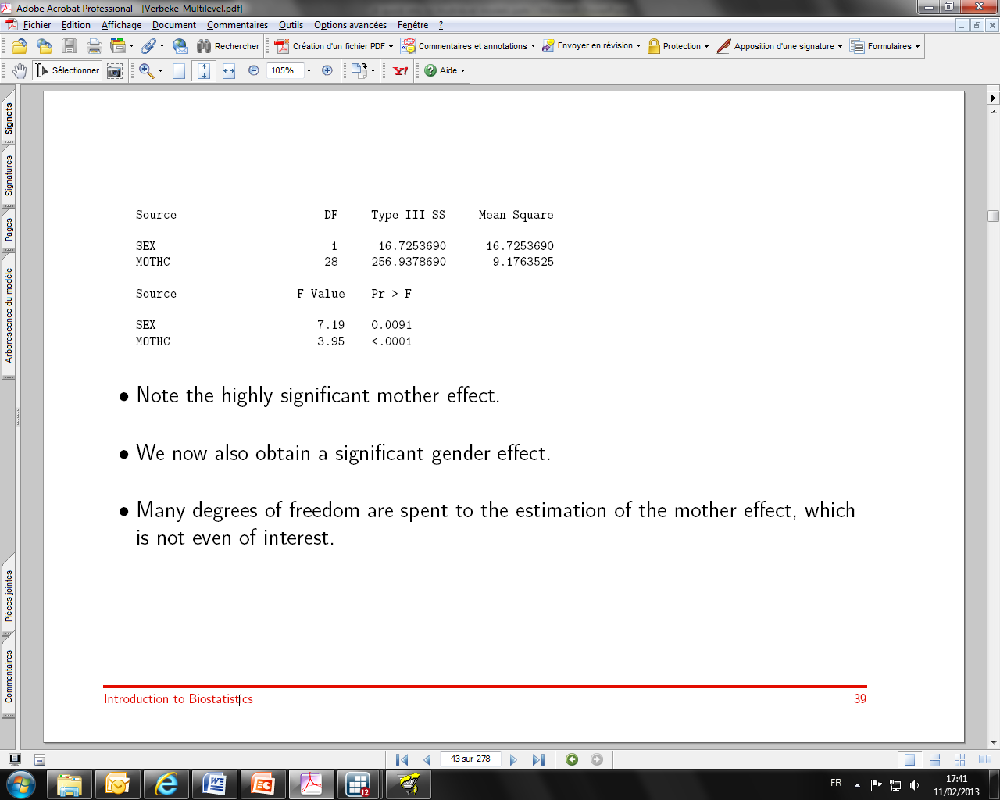 Adobe Acrobat Professional - [Verbeke_Multilevel.pdf]
Fichier Edition Affichage Document Commentaires Outils Options avancées Fenêtre ?
Rechercher Création d'un fichier PDF Commentaires et annotations Envoyer en révision Protection Apposition d'une signature Formulaires
Sélectionner 105% Y! Aide
Signets
Signatures
Pages
Arborescence du modèle
Pièces jointes
Commentaires
Source DF Type III SS Mean Square
SEX 1 16.7253690 16.7253690
MOTHC 28 256.9378690 9.1763525
Source F Value Pr > F
SEX 7.19 0.0091
MOTHC 3.95 <.0001
• Note the highly significant mother effect.
• We now also obtain a significant gender effect.
• Many degrees of freedom are spent to the estimation of the mother effect, which
is not even of interest.
Introduction to Biostatistics 39
43 sur 278
12
FR 17:41
11/02/2013